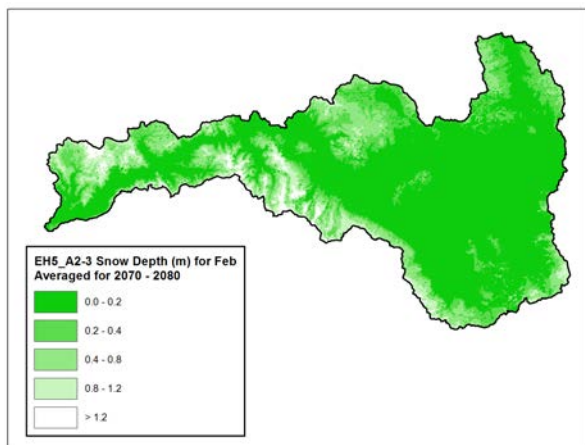 EH5_A2-3 Snow Depth (m) for Feb
Averaged for 2070 - 2080
0.0 - 0.2
0.2 - 0.4
0.4 - 0.8
0.8 - 1.2
> 1.2